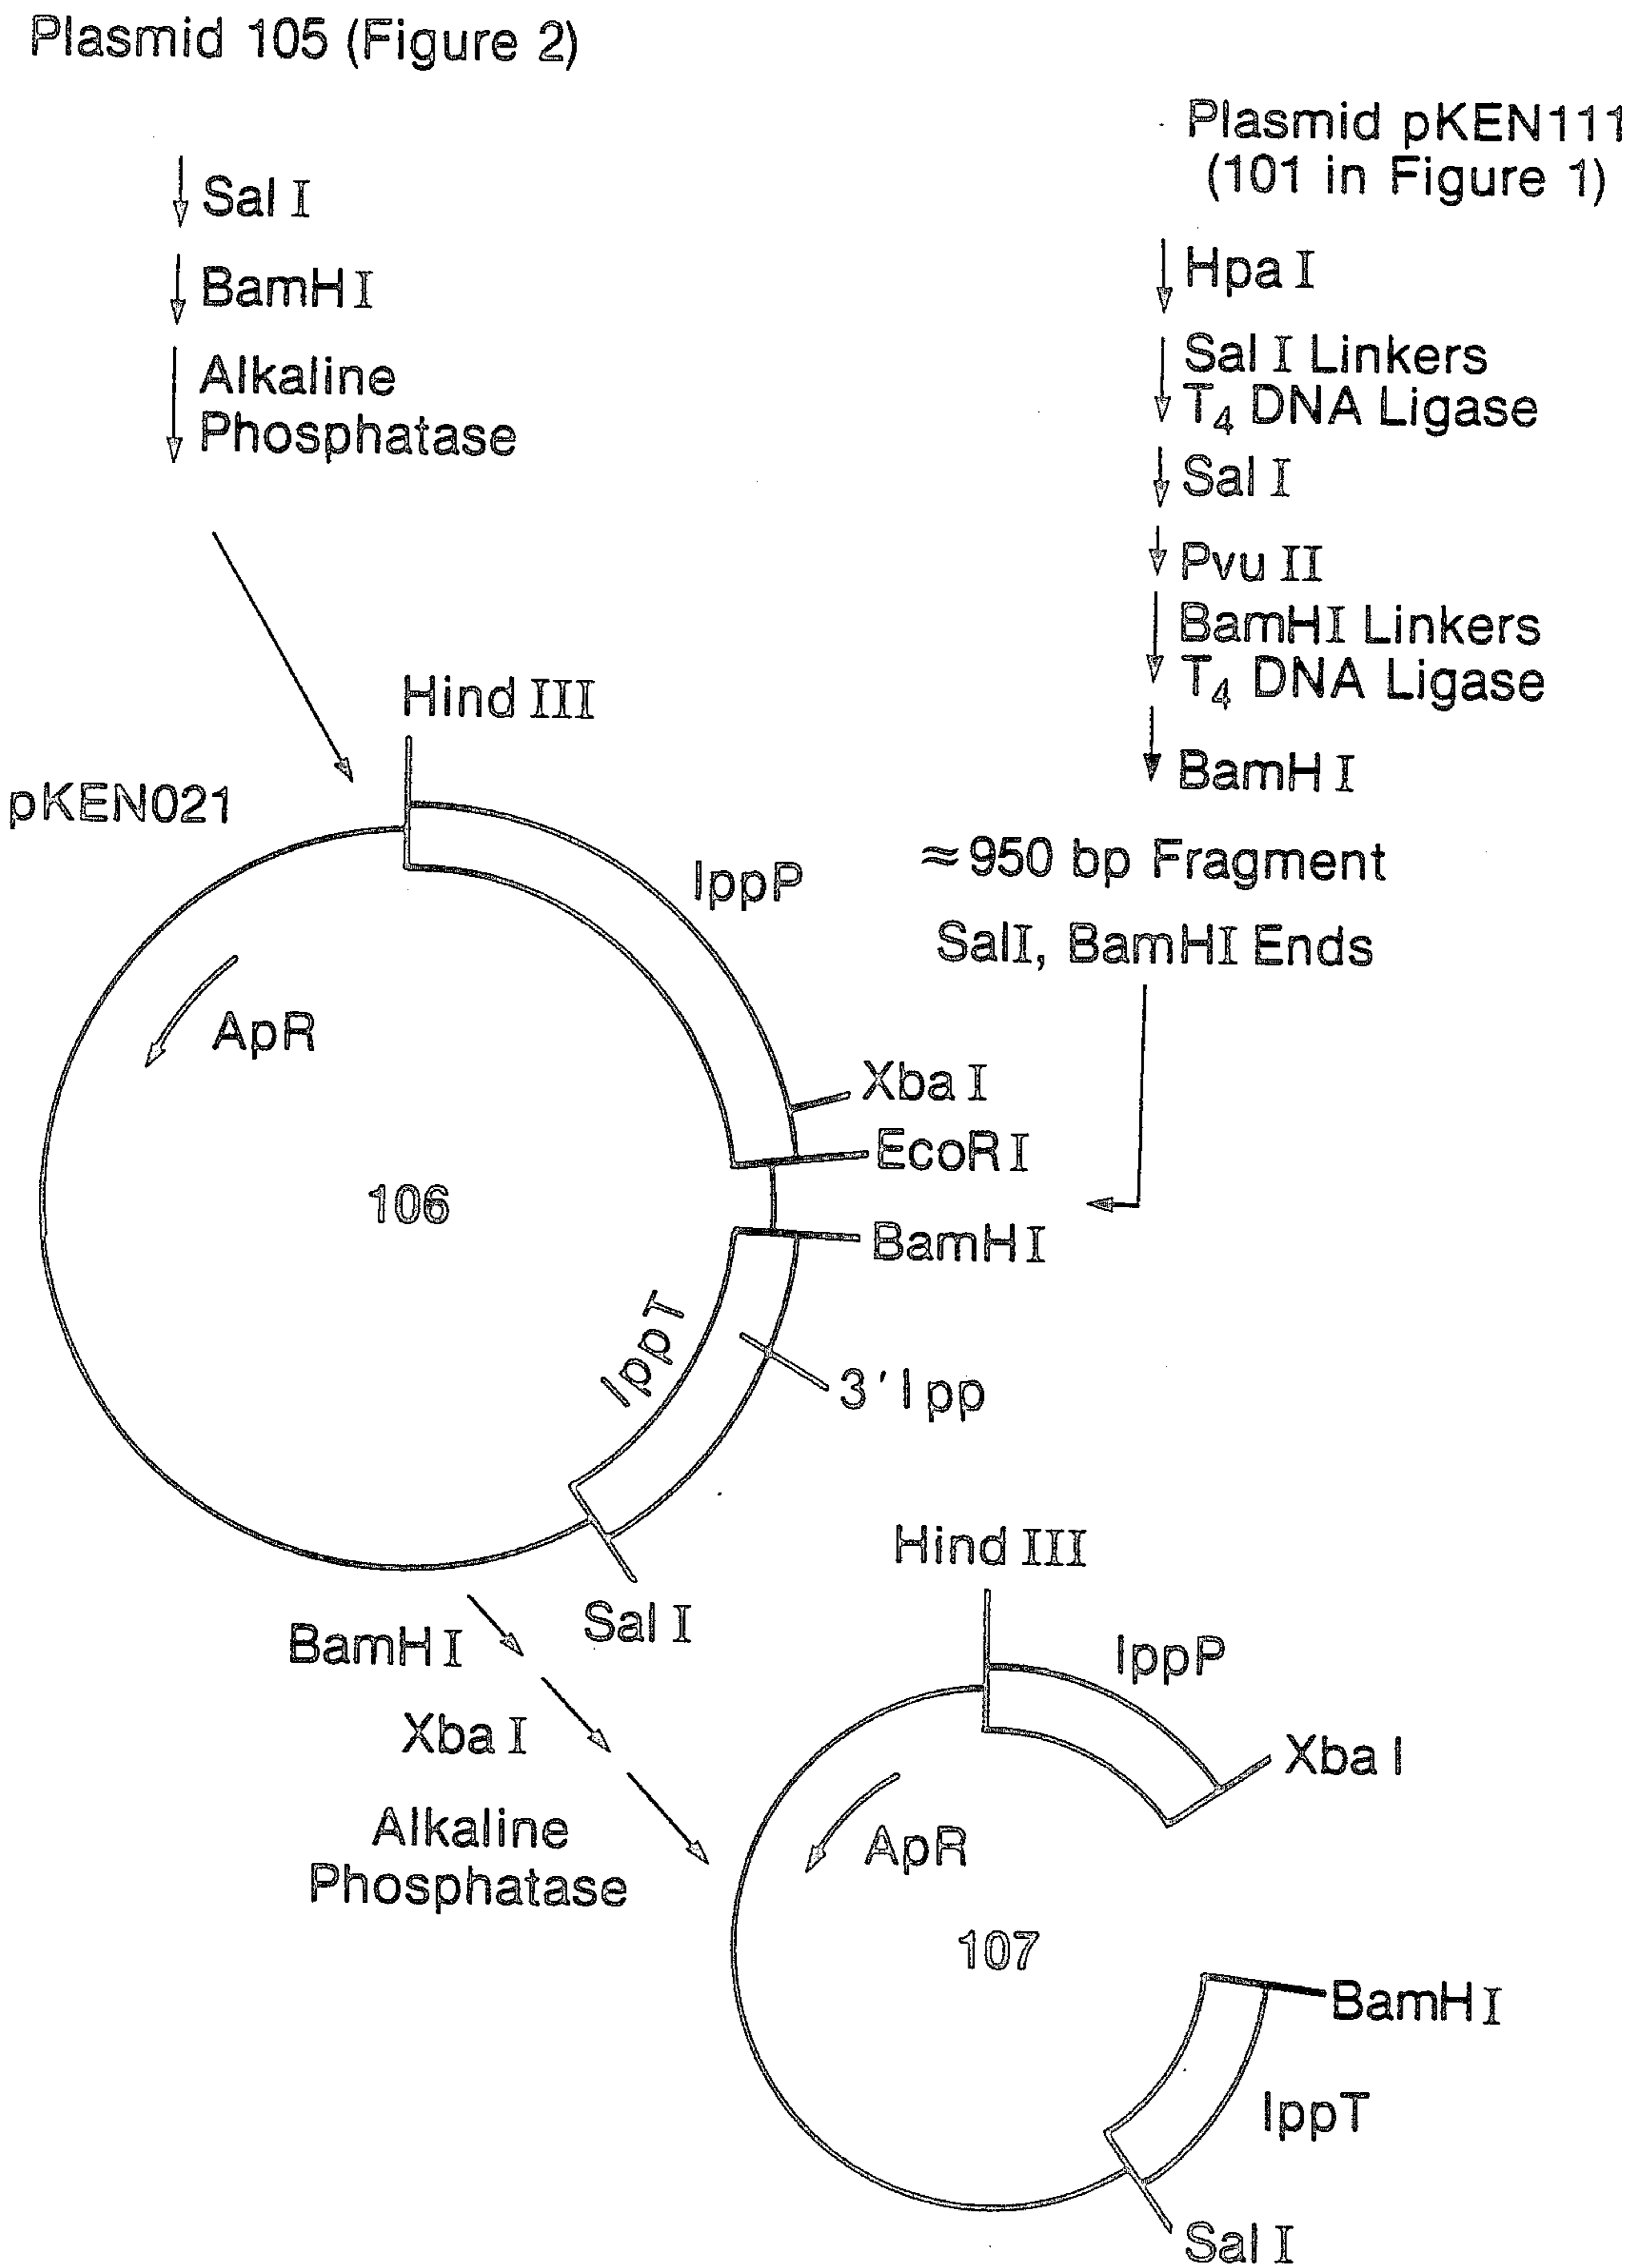 Plasmid 105 (Figure 2)
Sal I
BamH I
Alkaline
Phosphatase
Plasmid pKEN111
(101 in Figure 1)
Hpa I
Sal I Linkers
T4 DNA Ligase
Sal I
Pvu II
BamHI Linkers
T4 DNA Ligase
BamH I
≈950 bp Fragment
SalI, BamHI Ends
pKEN021
Hind III
lppP
ApR
Xba I
EcoR I
106
BamH I
lppT
3'lpp
Sal I
BamH I
Xba I
Alkaline
Phosphatase
Hind III
lppP
Xba I
ApR
107
BamH I
lppT
Sal I